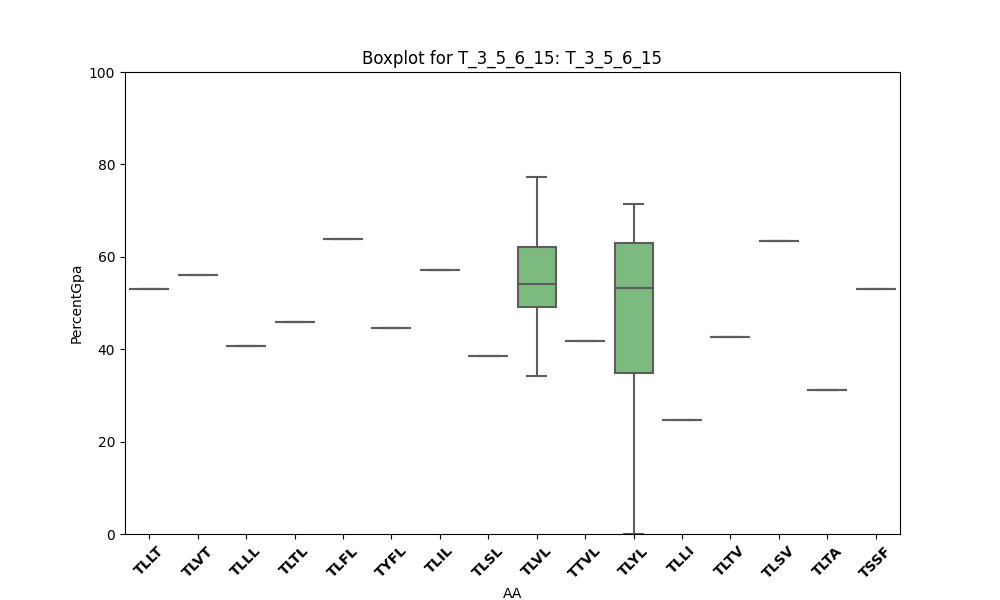 Boxplot for T_3_5_6_15: T_3_5_6_15
100
80
60
40
20
0
PercentGpa
TLLT
TLVT
TLLL
TLTL
TLFL
TYFL
TLIL
TLSL
TLVL
TTVL
TLYL
TLLI
TLTV
TLSV
TLTA
TSSF
AA